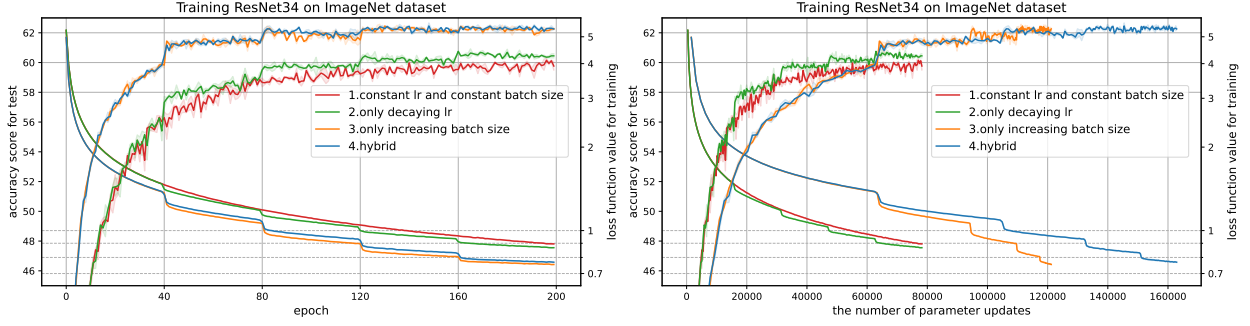 Training ResNet34 on ImageNet dataset
accuracy score for test
62
60
58
56
54
52
50
48
46
5
4
3
2
1
0.7
loss function value for training
1.constant lr and constant batch size
2.only decaying lr
3.only increasing batch size
4.hybrid
0 40 80 120 160 200
epoch
Training ResNet34 on ImageNet dataset
accuracy score for test
62
60
58
56
54
52
50
48
46
5
4
3
2
1
0.7
loss function value for training
1.constant lr and constant batch size
2.only decaying lr
3.only increasing batch size
4.hybrid
0 20000 40000 60000 80000 100000 120000 140000 160000
the number of parameter updates